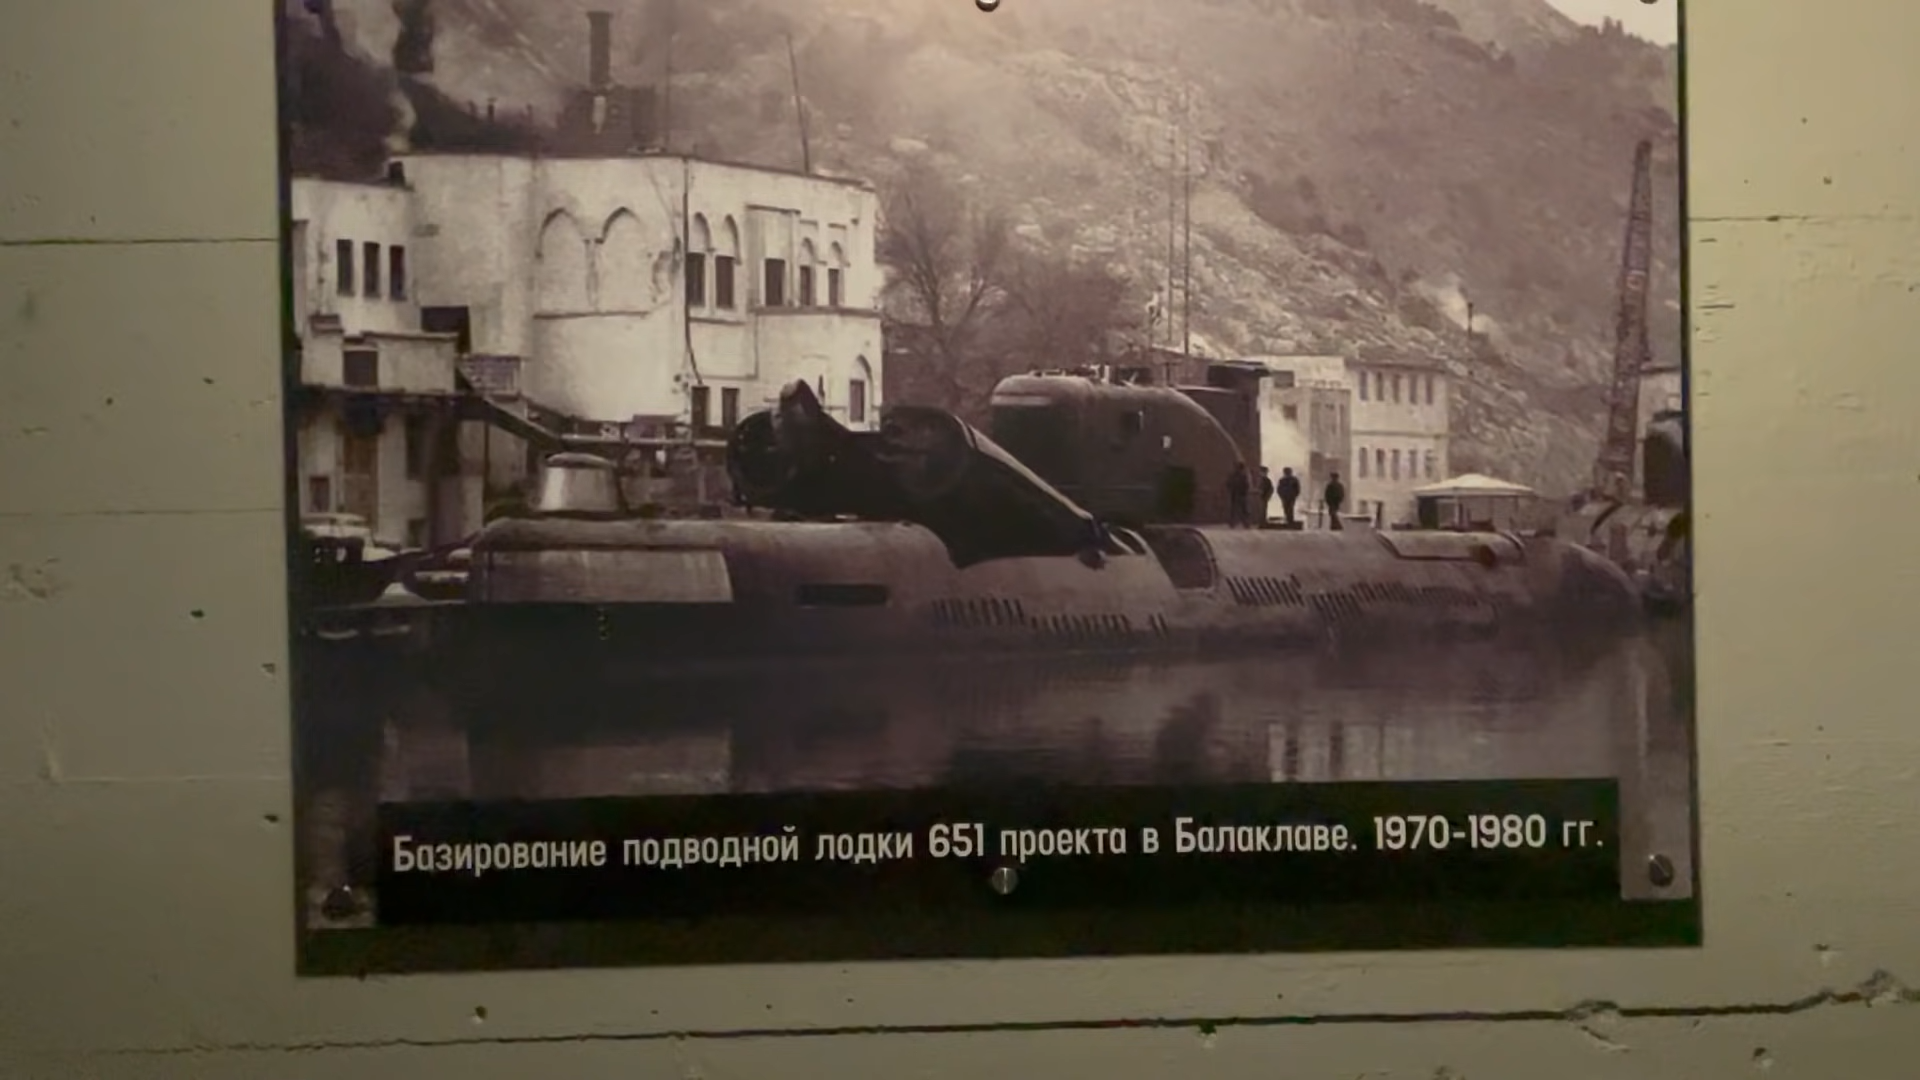 Базирование подводной лодки 651 проекта в Балаклаве. 1970-1980 гг.